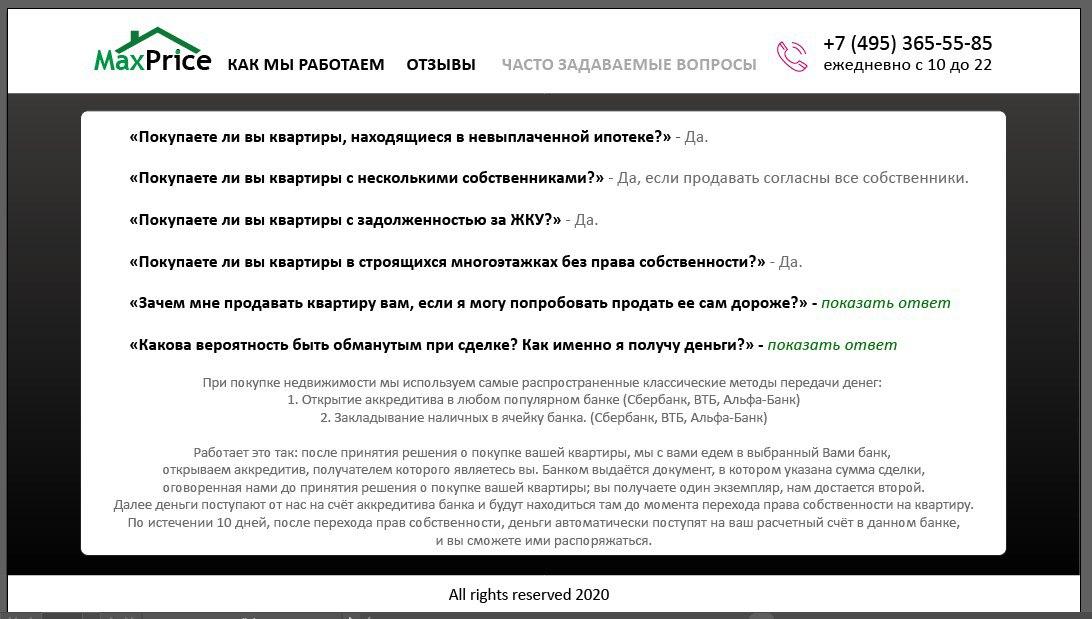 MaxPrice
КАК МЫ РАБОТАЕМ ОТЗЫВЫ ЧАСТО ЗАДАВАЕМЫЕ ВОПРОСЫ
+7 (495) 365-55-85
ежедневно с 10 до 22
«Покупаете ли вы квартиры, находящиеся в невыплаченной ипотеке?» - Да.
«Покупаете ли вы квартиры с несколькими собственниками?» - Да, если продавать согласны все собственники.
«Покупаете ли вы квартиры с задолженностью за ЖКУ?» - Да.
«Покупаете ли вы квартиры в строящихся многоэтажках без права собственности?» - Да.
«Зачем мне продавать квартиру вам, если я могу попробовать продать ее сам дороже?» - показать ответ
«Какова вероятность быть обманутым при сделке? Как именно я получу деньги?» - показать ответ
При покупке недвижимости мы используем самые распространенные классические методы передачи денег:
1. Открытие аккредитива в любом популярном банке (Сбербанк, ВТБ, Альфа-Банк)
2. Закладывание наличных в ячейку банка. (Сбербанк, ВТБ, Альфа-Банк)
Работает это так: после принятия решения о покупке вашей квартиры, мы с вами едем в выбранный Вами банк,
открываем аккредитив, получателем которого являетесь вы. Банком выдаётся документ, в котором указана сумма сделки,
оговоренная нами до принятия решения о покупке вашей квартиры; вы получаете один экземпляр, нам достается второй.
Далее деньги поступают от нас на счёт аккредитива банка и будут находиться там до момента перехода права собственности на квартиру.
По истечении 10 дней, после перехода прав собственности, деньги автоматически поступят на ваш расчетный счёт в данном банке,
и вы сможете ими распоряжаться.
All rights reserved 2020